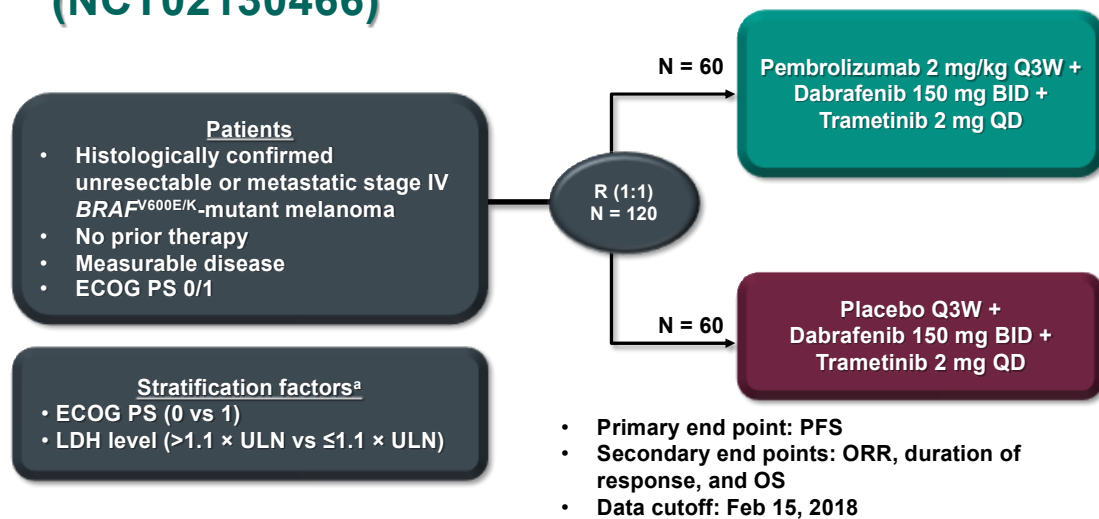 (NCT02130466)
N = 60
Pembrolizumab 2 mg/kg Q3W +
Dabrafenib 150 mg BID +
Trametinib 2 mg QD
Patients
• Histologically confirmed
unresectable or metastatic stage IV
BRAFV600E/K-mutant melanoma
• No prior therapy
• Measurable disease
• ECOG PS 0/1
R (1:1)
N = 120
N = 60
Placebo Q3W +
Dabrafenib 150 mg BID +
Trametinib 2 mg QD
Stratification factorsª
• ECOG PS (0 vs 1)
• LDH level (>1.1 × ULN vs ≤1.1 × ULN)
• Primary end point: PFS
• Secondary end points: ORR, duration of
response, and OS
• Data cutoff: Feb 15, 2018